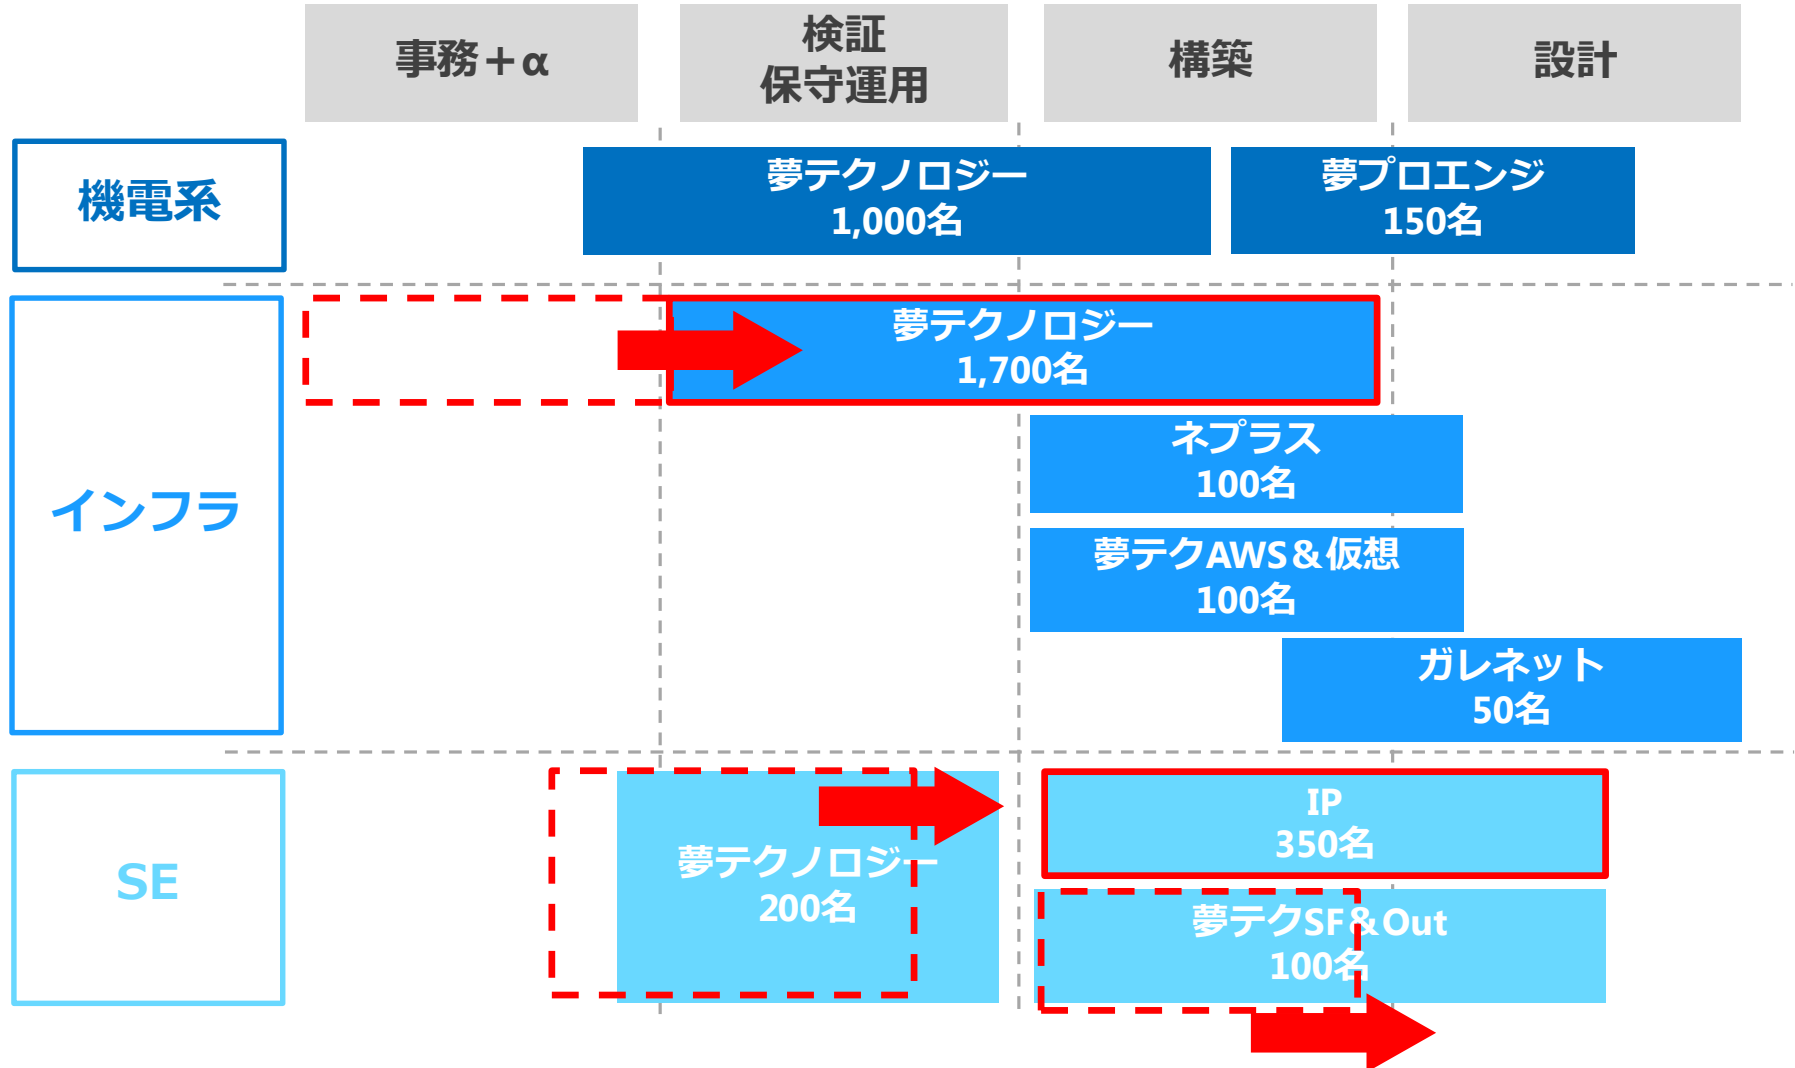 事務＋α
検証
保守運用
構築
設計
機電系
夢テクノロジー
1,000名
夢プロエンジ
150名
インフラ
夢テクノロジー
1,700名
ネプラス
100名
夢テクAWS＆仮想
100名
ガレネット
50名
SE
夢テクノロジー
200名
IP
350名
夢テクSF＆Out
100名